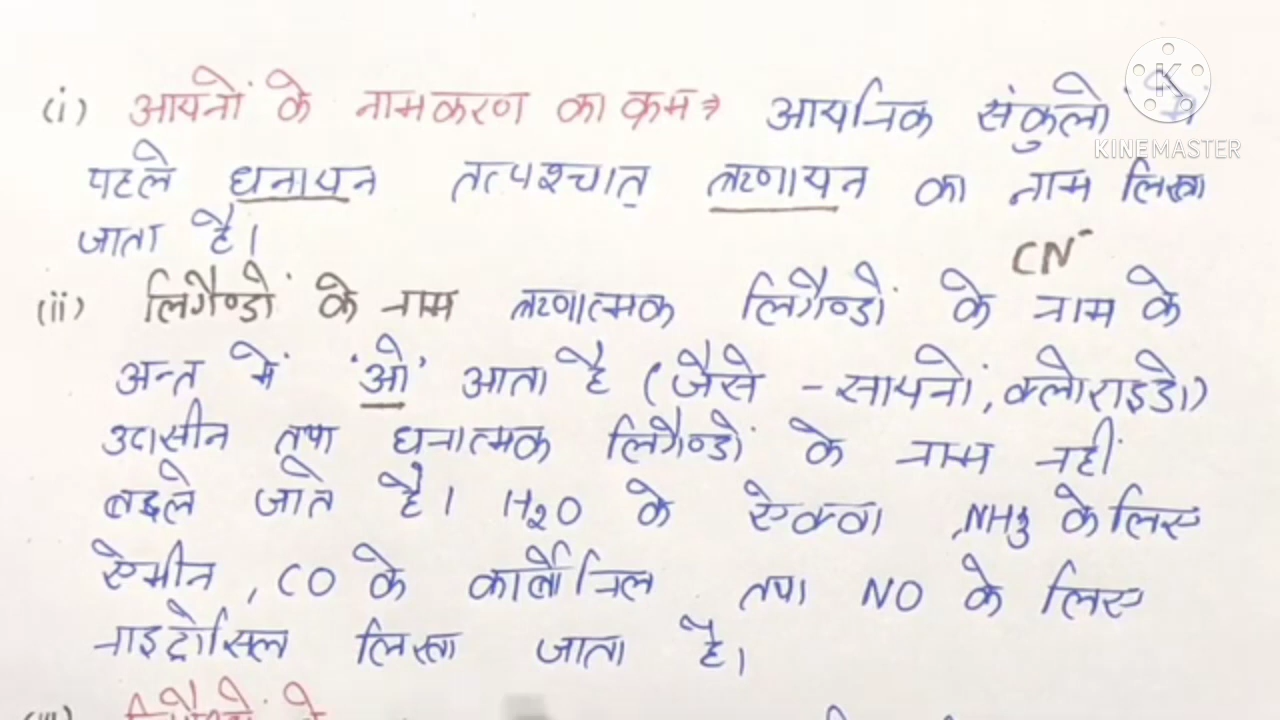 (i) आयनों के नामकरण का क्रम⇒ आयनिक संकुलों में
KINEMASTER
पहले धनायन तत्पश्चात् ऋणायन का नाम लिखा
जाता है।
CN⁻
(ii) लिगैण्डों के नाम ऋणात्मक लिगैण्डों के नाम के
अन्त में 'ओ' आता है (जैसे - सायनों, क्लोराइडो)
उदासीन तथा धनात्मक लिगैण्डों के नाम नहीं
बदले जाते है। H₂O के ऐक्वा, NH₃ के लिए
ऐमीन, CO के कार्बोनिल तथा NO के लिए
नाइट्रोसिल लिखा जाता है।
(iii)